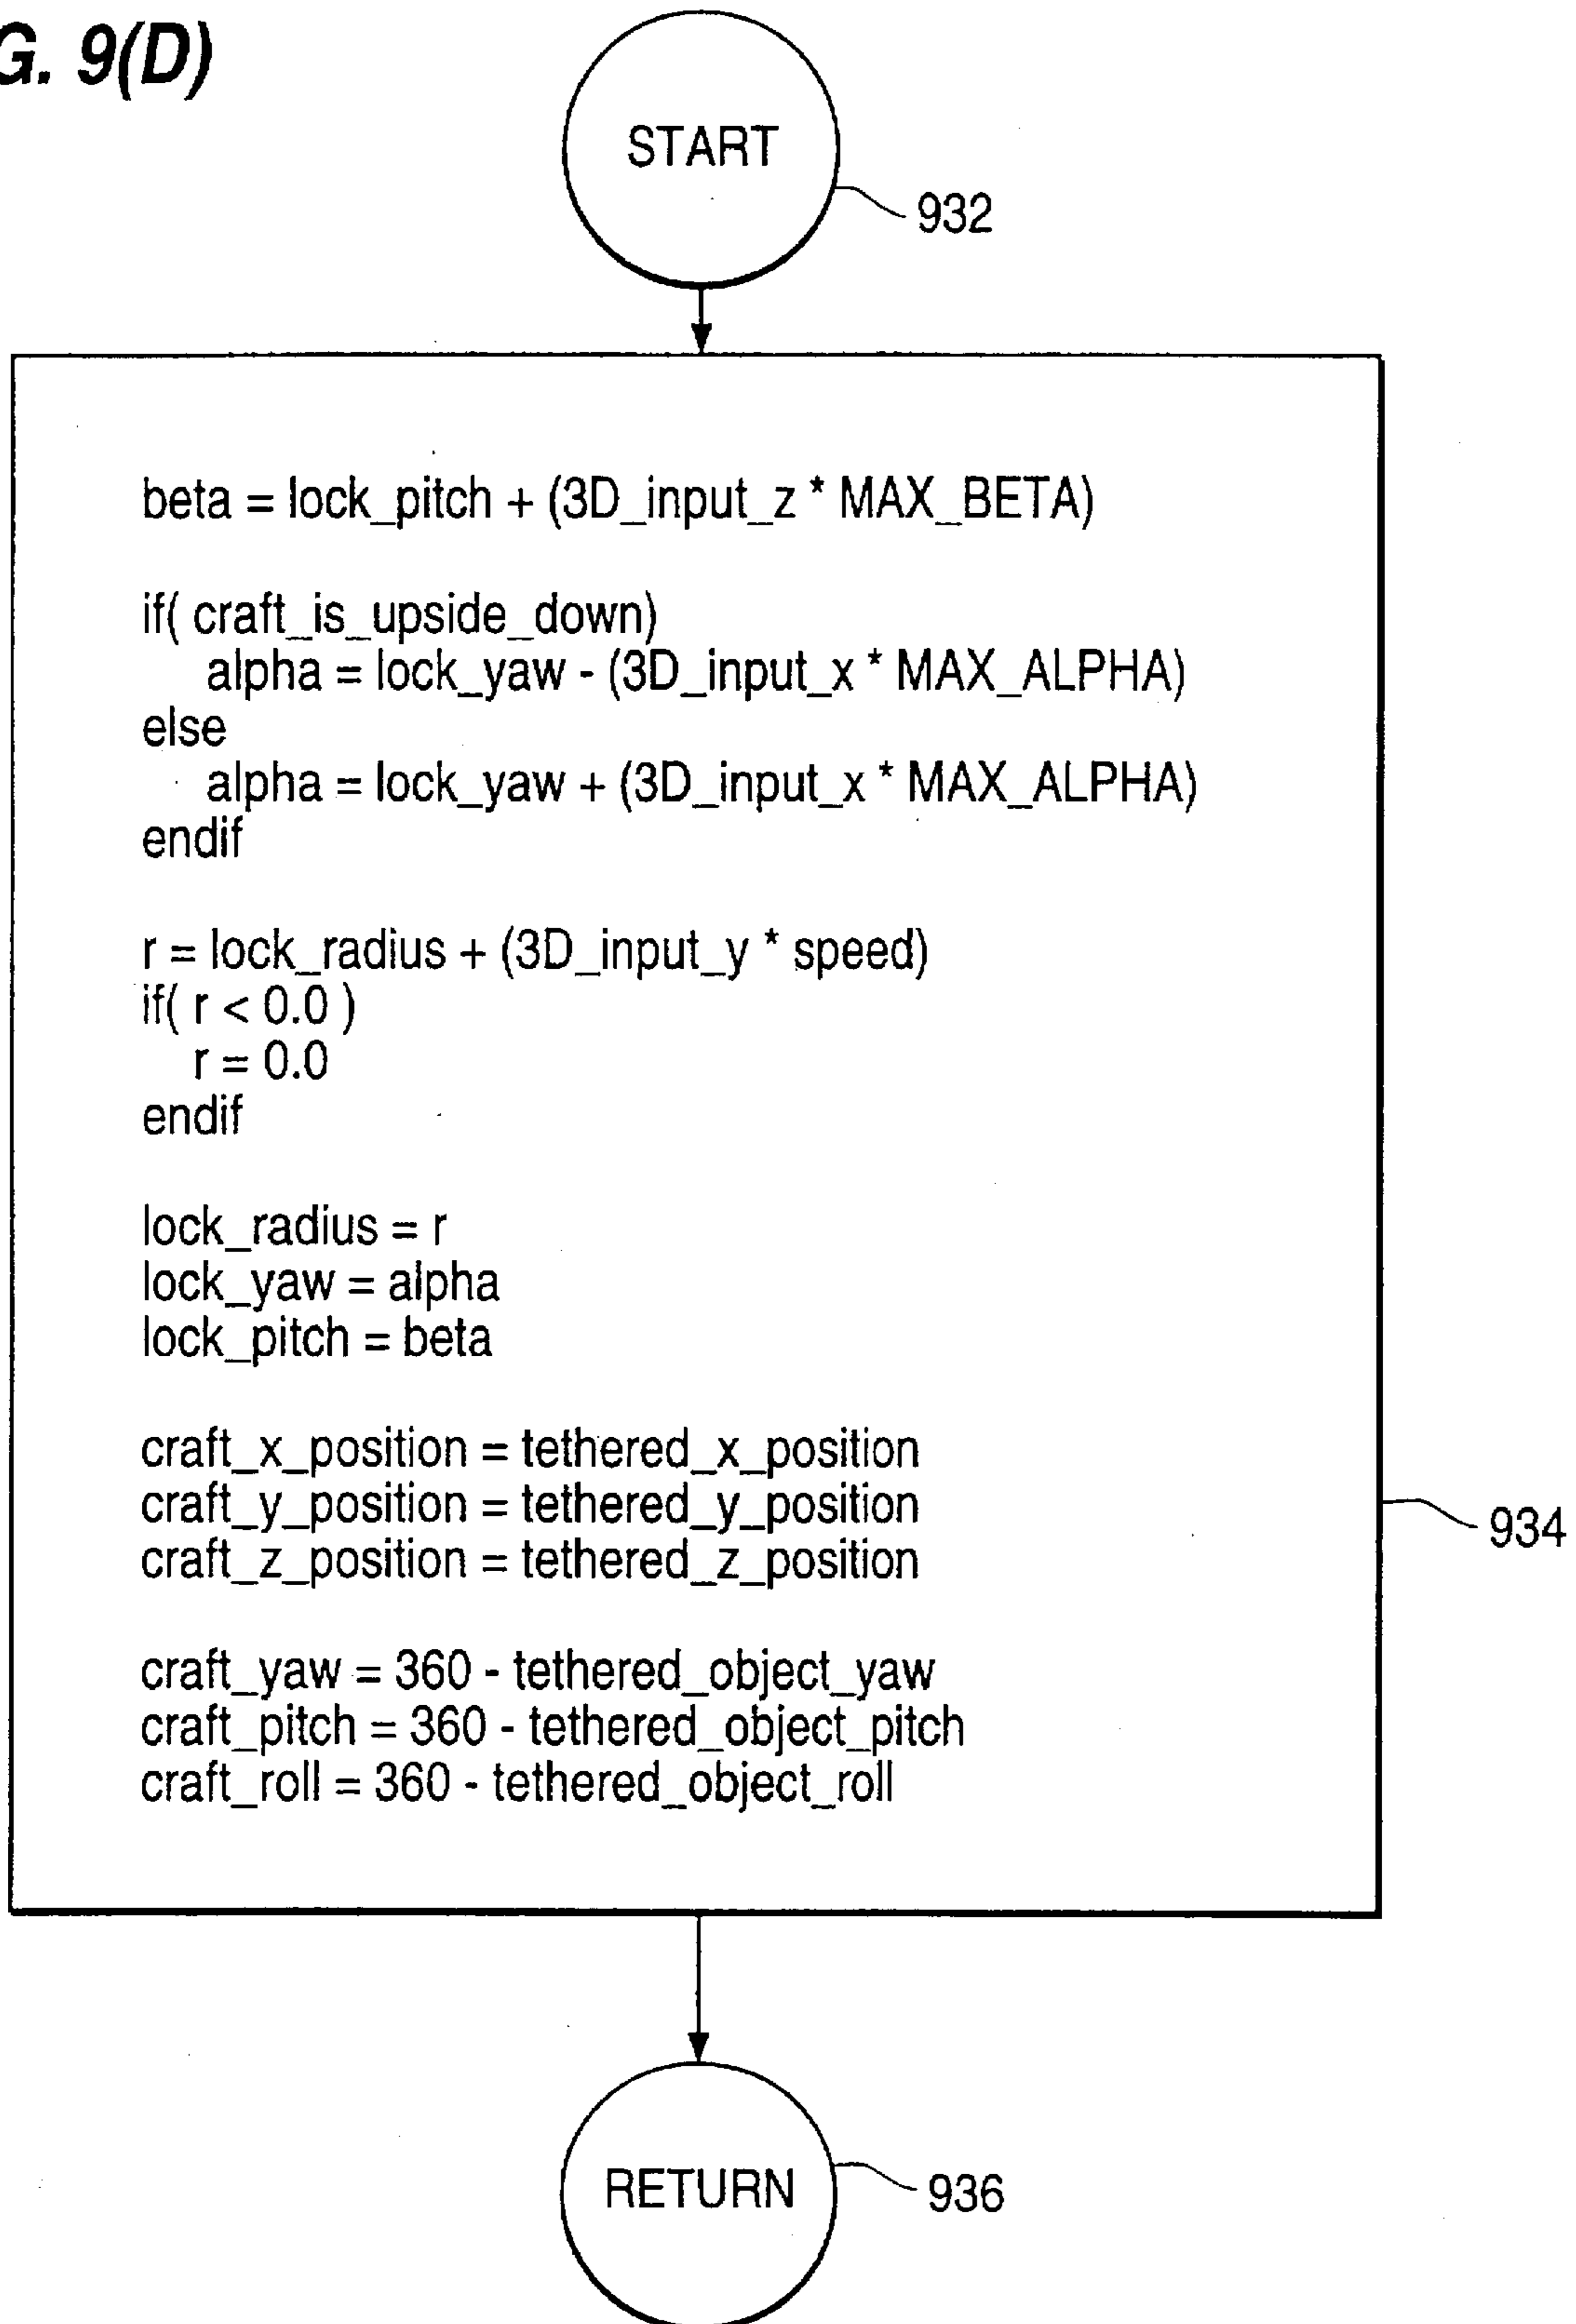 G. 9(D)
START
932
beta = lock_pitch + (3D_input_z * MAX_BETA)
if( craft_is_upside_down)
alpha = lock_yaw - (3D_input_x * MAX_ALPHA)
else
alpha = lock_yaw + (3D_input_x * MAX_ALPHA)
endif
r = lock_radius + (3D_input_y * speed)
if( r < 0.0 )
r = 0.0
endif
lock_radius = r
lock_yaw = alpha
lock_pitch = beta
craft_x_position = tethered_x_position
craft_y_position = tethered_y_position
craft_z_position = tethered_z_position
934
craft_yaw = 360 - tethered_object_yaw
craft_pitch = 360 - tethered_object_pitch
craft_roll = 360 - tethered_object_roll
RETURN
936